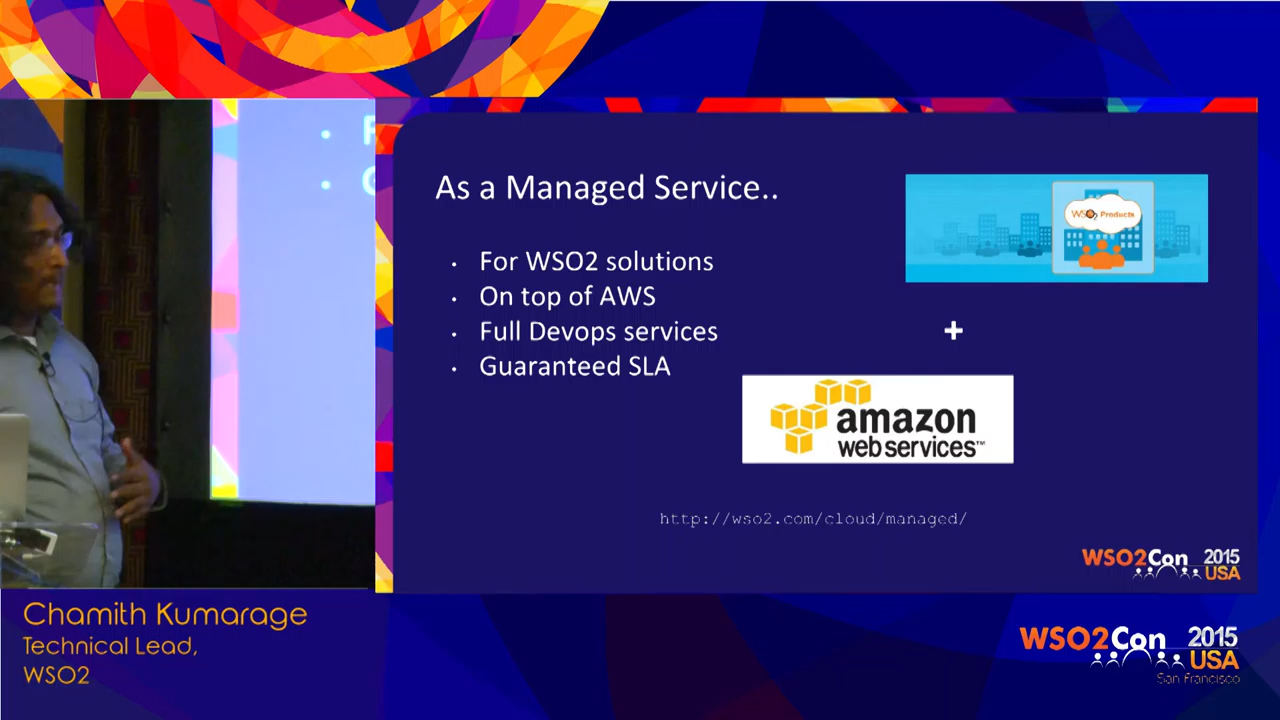 As a Managed Service..
WSO2 Products
• For WSO2 solutions
• On top of AWS
• Full Devops services
• Guaranteed SLA
+
amazon
web services™
http://wso2.com/cloud/managed/
WSO2Con 2015
USA
Chamith Kumarage
Technical Lead,
WSO2
WSO2Con 2015
USA
San Francisco